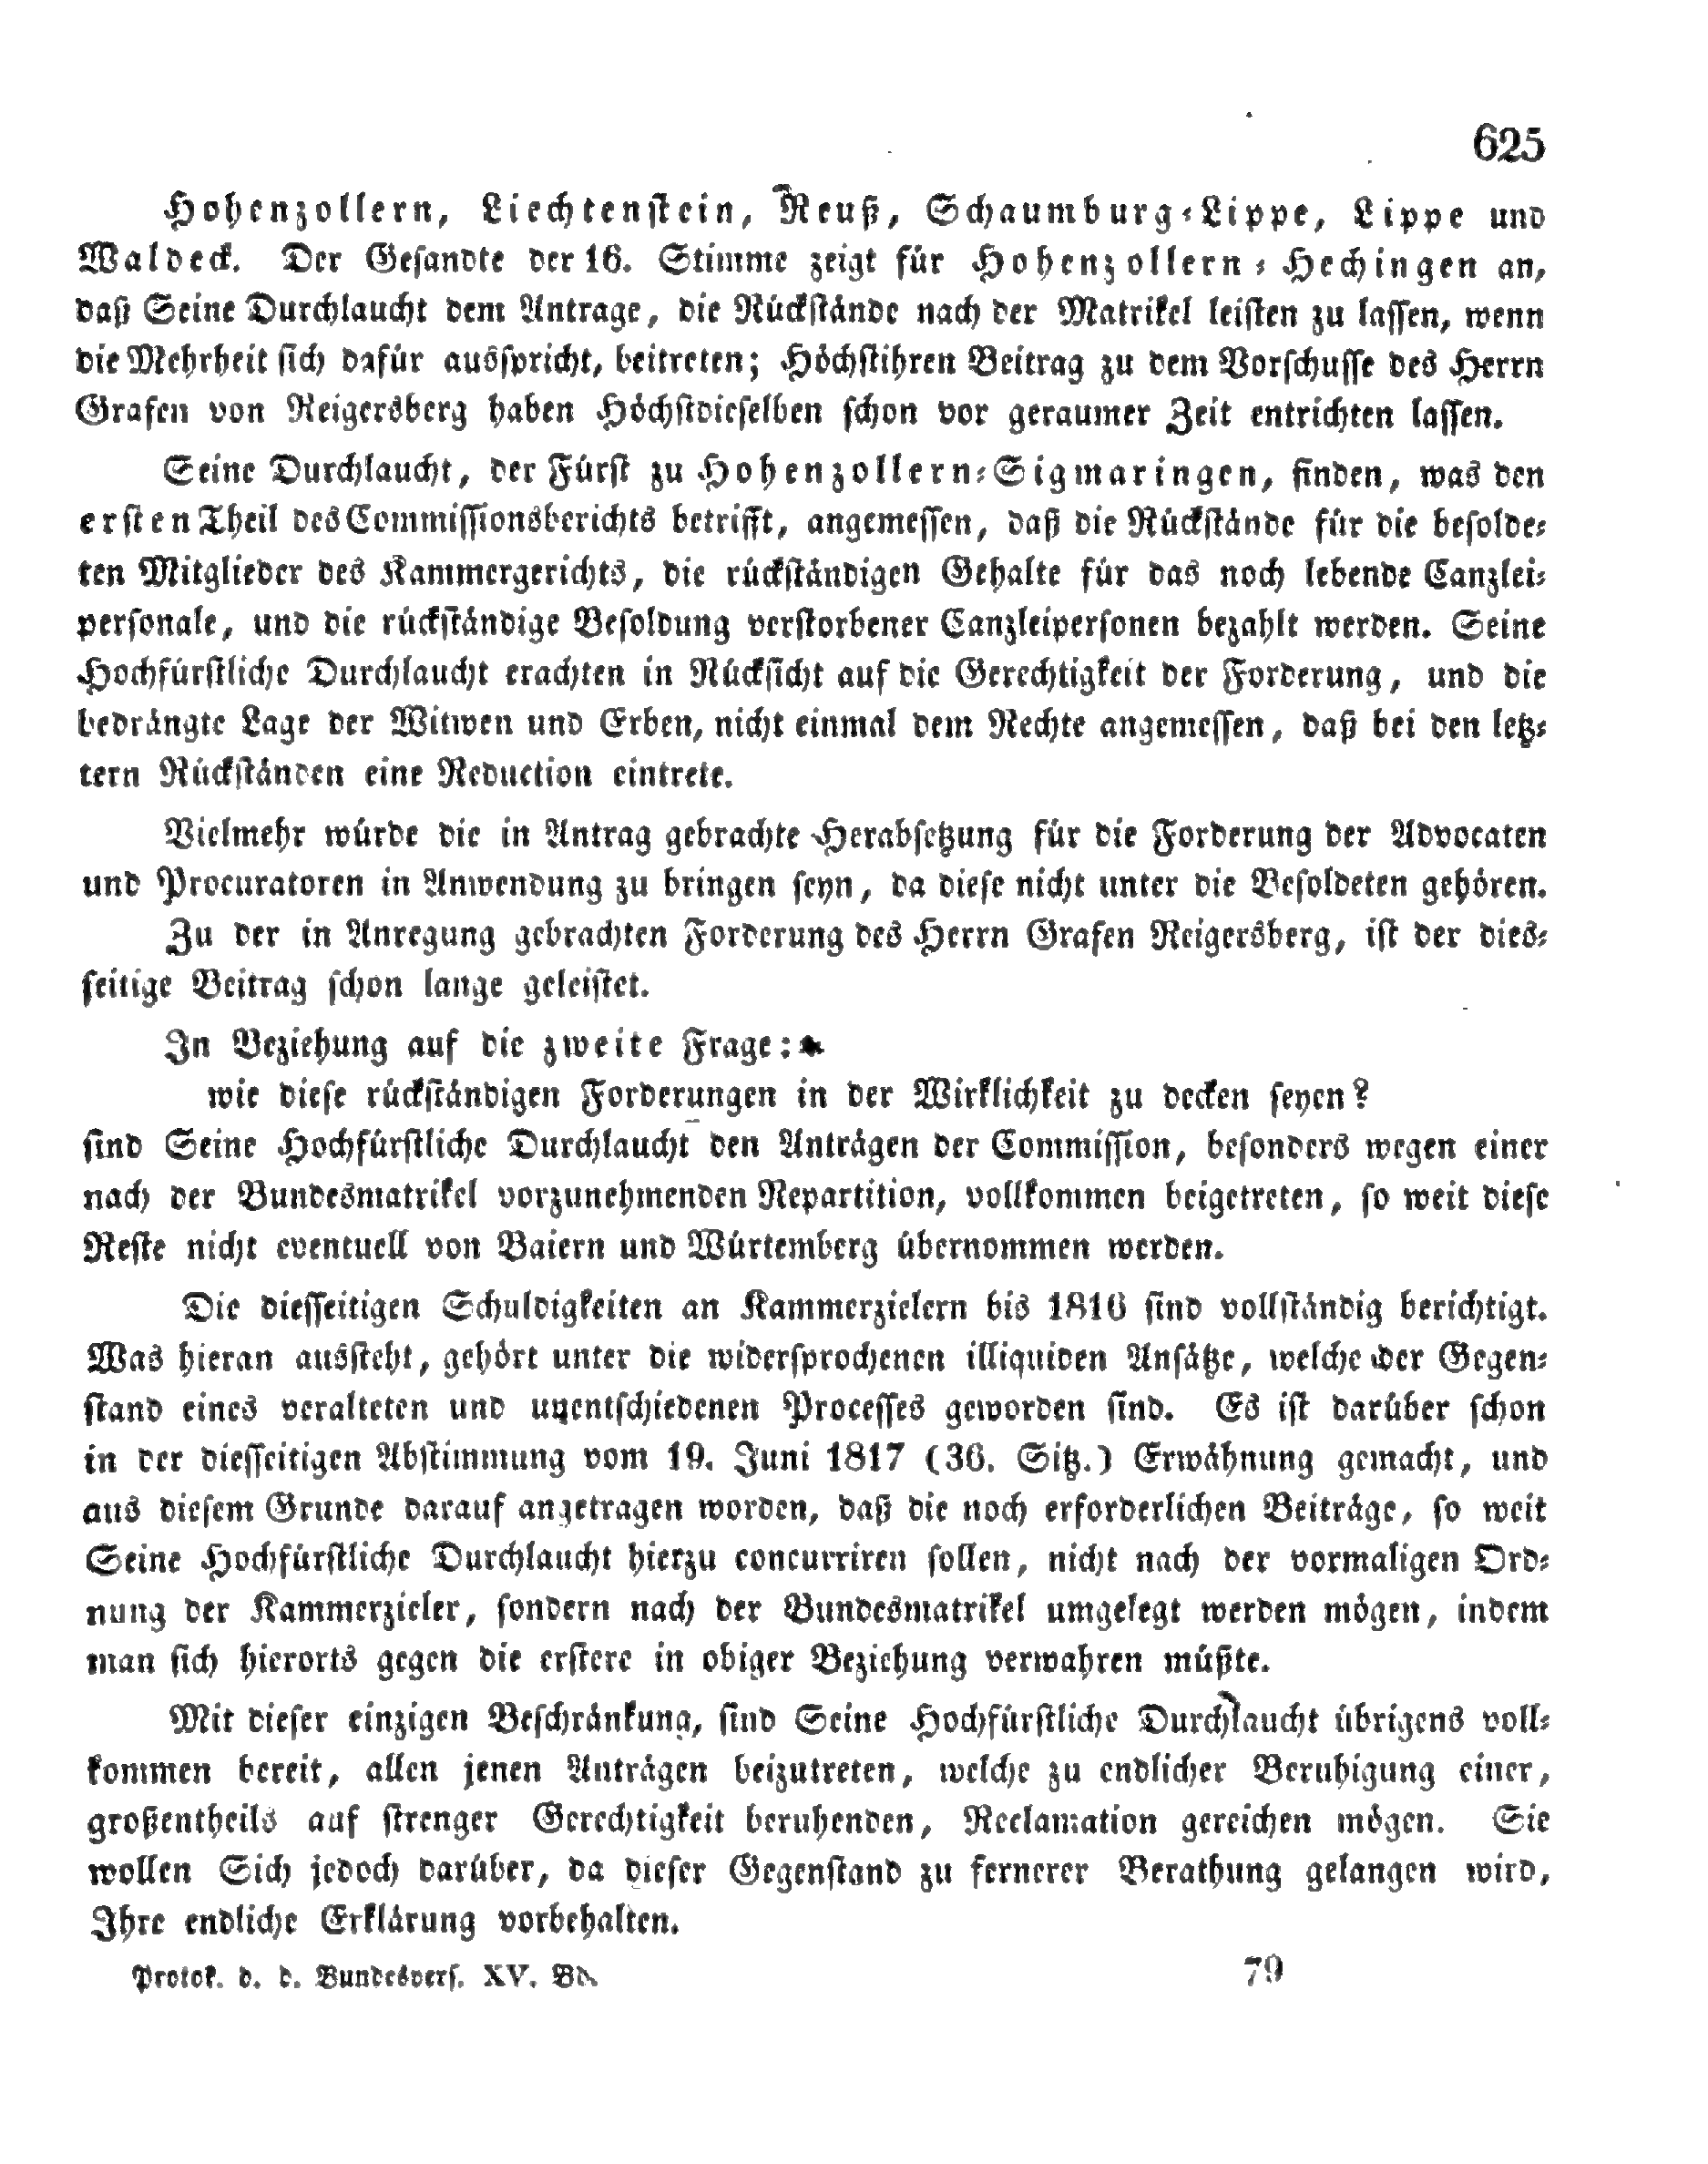 625
Hohenzollern, Liechtenstein, Reuß, Schaumburg-Lippe, Lippe und
Waldeck. Der Gesandte der 16. Stimme zeigt für Hohenzollern-Hechingen an,
daß Seine Durchlaucht dem Antrage, die Rückstände nach der Matrikel leisten zu lassen, wenn
die Mehrheit sich dafür ausspricht, beitreten; Höchstihren Beitrag zu dem Vorschusse des Herrn
Grafen von Reigersberg haben Höchstdieselben schon vor geraumer Zeit entrichten lassen.
Seine Durchlaucht, der Fürst zu Hohenzollern-Sigmaringen, finden, was den
ersten Theil des Commissionsberichts betrifft, angemessen, daß die Rückstände für die besolde-
ten Mitglieder des Kammergerichts, die rückständigen Gehalte für das noch lebende Canzlei-
personale, und die rückständige Besoldung verstorbener Canzleipersonen bezahlt werden. Seine
Hochfürstliche Durchlaucht erachten in Rücksicht auf die Gerechtigkeit der Forderung, und die
bedrängte Lage der Witwen und Erben, nicht einmal dem Rechte angemessen, daß bei den letz-
tern Rückständen eine Reduction eintrete.
Vielmehr würde die in Antrag gebrachte Herabsetzung für die Forderung der Advocaten
und Procuratoren in Anwendung zu bringen seyn, da diese nicht unter die Besoldeten gehören.
Zu der in Anregung gebrachten Forderung des Herrn Grafen Reigersberg, ist der dies-
seitige Beitrag schon lange geleistet.
In Beziehung auf die zweite Frage:
wie diese rückständigen Forderungen in der Wirklichkeit zu decken seyen?
sind Seine Hochfürstliche Durchlaucht den Anträgen der Commission, besonders wegen einer
nach der Bundesmatrikel vorzunehmenden Repartition, vollkommen beigetreten, so weit diese
Reste nicht eventuell von Baiern und Würtemberg übernommen werden.
Die diesseitigen Schuldigkeiten an Kammerzielern bis 1816 sind vollständig berichtigt.
Was hieran aussteht, gehört unter die widersprochenen illiquiden Ansätze, welche der Gegen-
stand eines veralteten und unentschiedenen Processes geworden sind. Es ist darüber schon
in der diesseitigen Abstimmung vom 19. Juni 1817 (36. Sitz.) Erwähnung gemacht, und
aus diesem Grunde darauf angetragen worden, daß die noch erforderlichen Beiträge, so weit
Seine Hochfürstliche Durchlaucht hierzu concurriren sollen, nicht nach der vormaligen Ord-
nung der Kammerzieler, sondern nach der Bundesmatrikel umgelegt werden mögen, indem
man sich hierorts gegen die erstere in obiger Beziehung verwahren müßte.
Mit dieser einzigen Beschränkung, sind Seine Hochfürstliche Durchlaucht übrigens voll-
kommen bereit, allen jenen Anträgen beizutreten, welche zu endlicher Beruhigung einer,
großentheils auf strenger Gerechtigkeit beruhenden, Reclamation gereichen mögen. Sie
wollen Sich jedoch darüber, da dieser Gegenstand zu fernerer Berathung gelangen wird,
Ihre endliche Erklärung vorbehalten.
Protok. d. d. Bundesvers. XV. Bd. 79